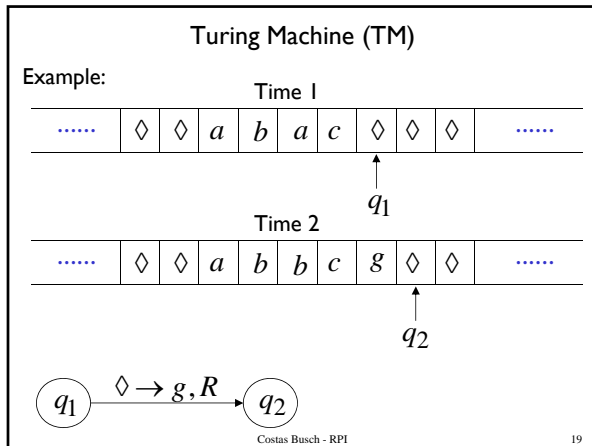 Turing Machine (TM)
Example:
Time 1
...... ◊ ◊ a b a c ◊ ◊ ◊ ......
q1
Time 2
...... ◊ ◊ a b b c g ◊ ◊ ......
q2
q1 ◊ → g, R q2
Costas Busch - RPI 19